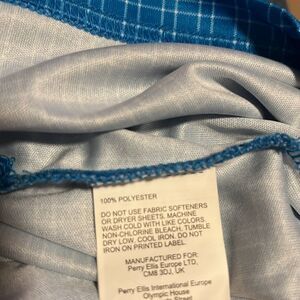 100% POLYESTER
DO NOT USE FABRIC SOFTENERS
OR DRYER SHEETS. MACHINE
WASH COLD WITH LIKE COLORS
NON-CHLORINE BLEACH, TUMBLE
DRY LOW, COOL IRON. DO NOT
IRON ON PRINTED LABEL.
MANUFACTURED FOR:
Perry Ellis Europe LTD,
CM8 3DJ, UK
Perry Ellis International Europe
Olympic House
Street